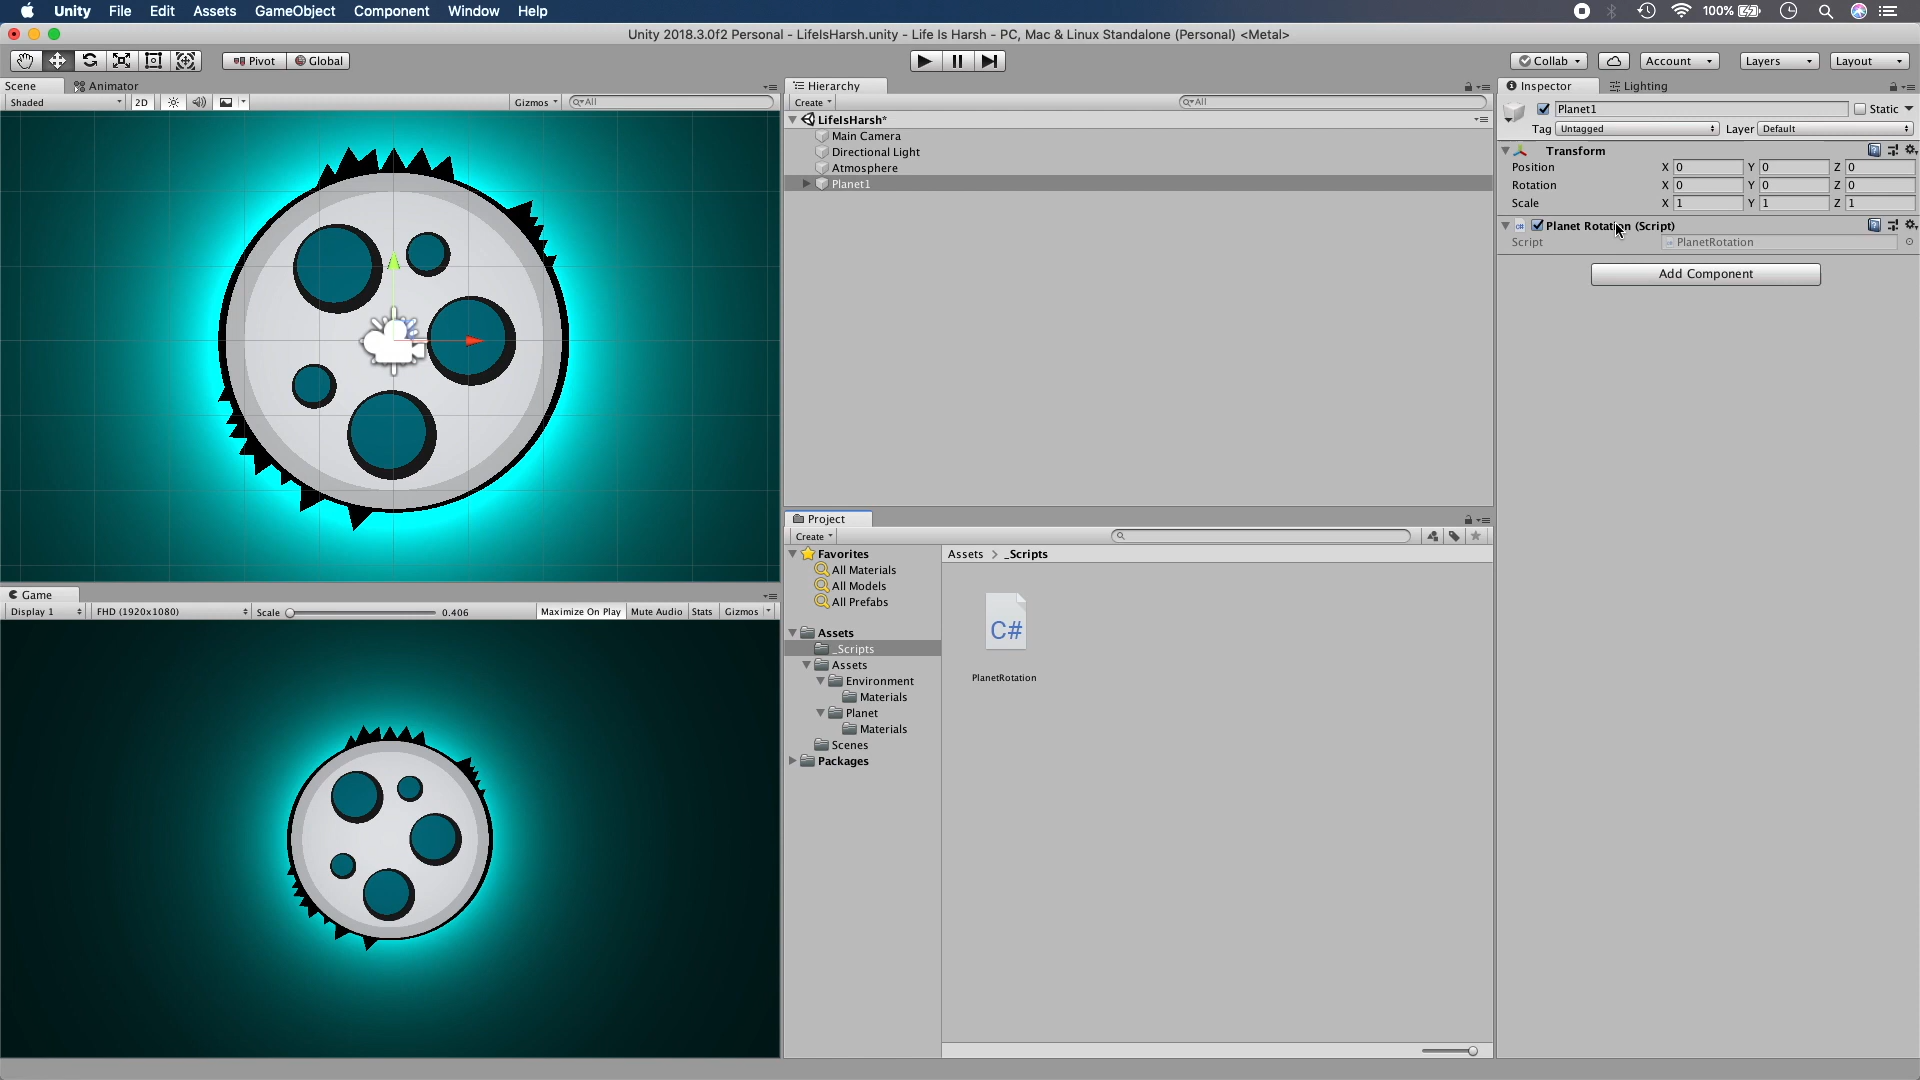 Unity File Edit Assets GameObject Component Window Help 100%
Unity 2018.3.0f2 Personal - LifeIsHarsh.unity - Life Is Harsh - PC, Mac & Linux Standalone (Personal) <Metal>
Pivot Global Collab Account Layers Layout
Scene Animator
Shaded 2D Gizmos All
Hierarchy
Create All
LifeIsHarsh*
Main Camera
Directional Light
Atmosphere
Planet1
Inspector Lighting
Planet1 Static
Tag Untagged Layer Default
Transform
Position X 0 Y 0 Z 0
Rotation X 0 Y 0 Z 0
Scale X 1 Y 1 Z 1
Planet Rotation (Script)
Script PlanetRotation
Add Component
Project
Create
Favorites
All Materials
All Models
All Prefabs
Assets
_Scripts
Assets
Environment
Materials
Planet
Materials
Scenes
Packages
Assets > _Scripts
C#
PlanetRotation
Game
Display 1 FHD (1920x1080) Scale 0.406 Maximize On Play Mute Audio Stats Gizmos